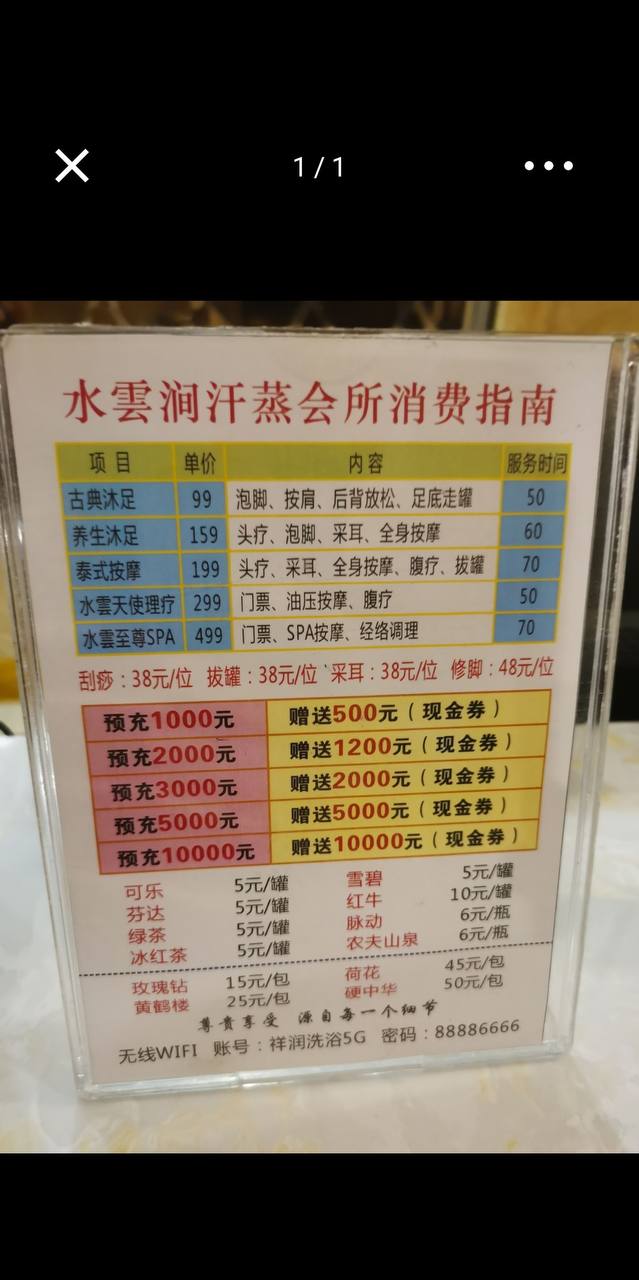 1/1
水雲涧汗蒸会所消费指南
项目 单价 内容 服务时间
古典沐足 99 泡脚、按肩、后背放松、足底走罐 50
养生沐足 159 头疗、泡脚、采耳、全身按摩 60
泰式按摩 199 头疗、采耳、全身按摩、腹疗、拔罐 70
水雲天使理疗 299 门票、油压按摩、腹疗 50
水雲至尊SPA 499 门票、SPA按摩、经络调理 70
刮痧：38元/位 拔罐：38元/位 采耳：38元/位 修脚：48元/位
预充1000元 赠送500元（现金券）
预充2000元 赠送1200元（现金券）
预充3000元 赠送2000元（现金券）
预充5000元 赠送5000元（现金券）
预充10000元 赠送10000元（现金券）
可乐 5元/罐 雪碧 5元/罐
芬达 5元/罐 红牛 10元/罐
绿茶 5元/罐 脉动 6元/瓶
冰红茶 5元/罐 农夫山泉 6元/瓶
玫瑰钻 15元/包 荷花 45元/包
黄鹤楼 25元/包 硬中华 50元/包
尊贵享受 源自每一个细节
无线WIFI 账号：祥润洗浴5G 密码：88886666